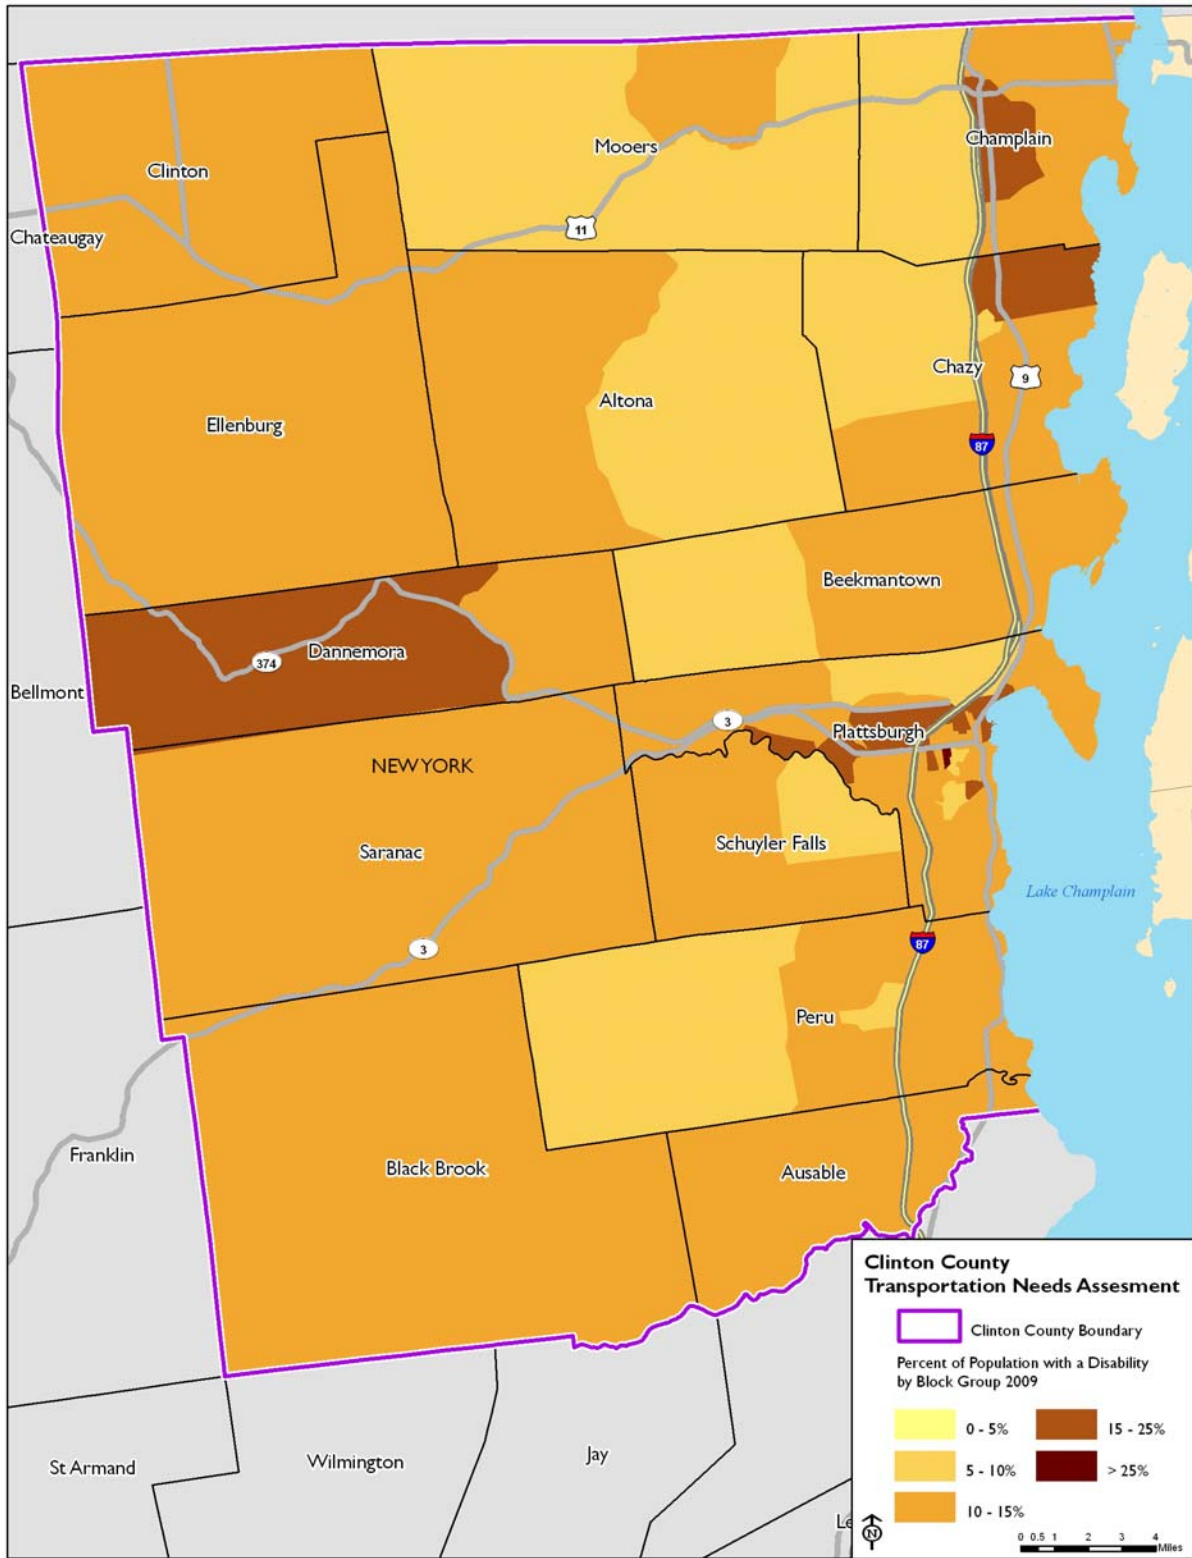 Clinton
Mooers
Champlain
11
Chateaugay
Chazy
9
Altona
Ellenburg
87
Beekmantown
Dannemora
374
Bellmont
3
Plattsburgh
NEW YORK
Schuyler Falls
Saranac
Lake Champlain
3
87
Peru
Franklin
Black Brook
Ausable
Clinton County
Transportation Needs Assesment
Clinton County Boundary
Percent of Population with a Disability
by Block Group 2009
0 - 5%
15 - 25%
5 - 10%
> 25%
10 - 15%
St Armand
Wilmington
Jay
Le
N
0 0.5 1 2 3 4
Miles